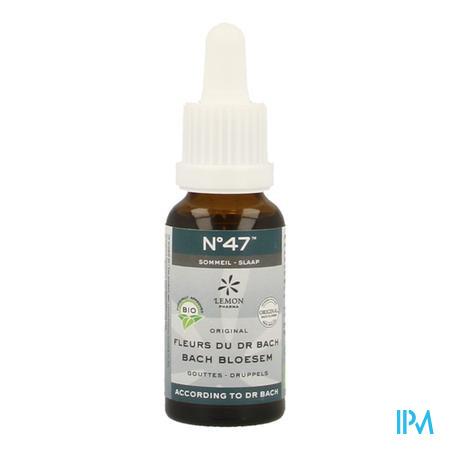 N°47™
SOMMEIL - SLAAP
LEMON
PHARMA
BIO
ORIGINAL
ORIGINAL
FLEURS DU DR BACH
BACH BLOESEM
GOUTTES - DRUPPELS
ACCORDING TO DR BACH
IPM